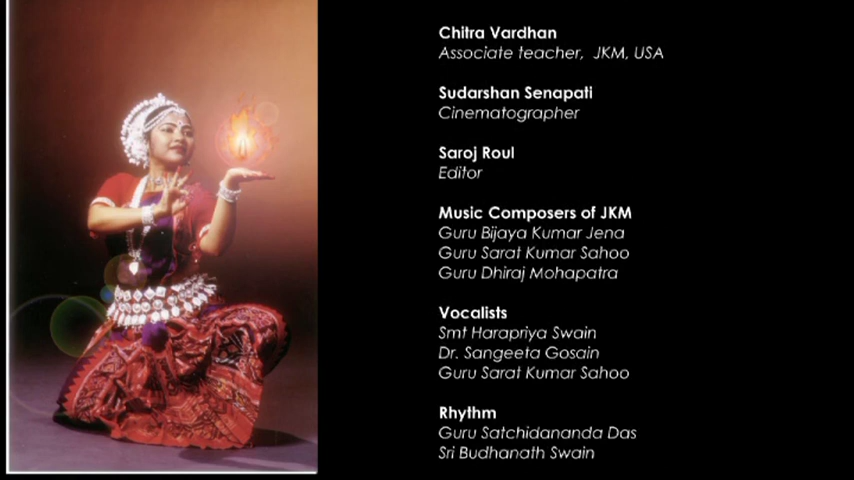 Chitra Vardhan
Associate teacher, JKM, USA
Sudarshan Senapati
Cinematographer
Saroj Roul
Editor
Music Composers of JKM
Guru Bijaya Kumar Jena
Guru Sarat Kumar Sahoo
Guru Dhiraj Mohapatra
Vocalists
Smt Harapriya Swain
Dr. Sangeeta Gosain
Guru Sarat Kumar Sahoo
Rhythm
Guru Satchidananda Das
Sri Budhanath Swain